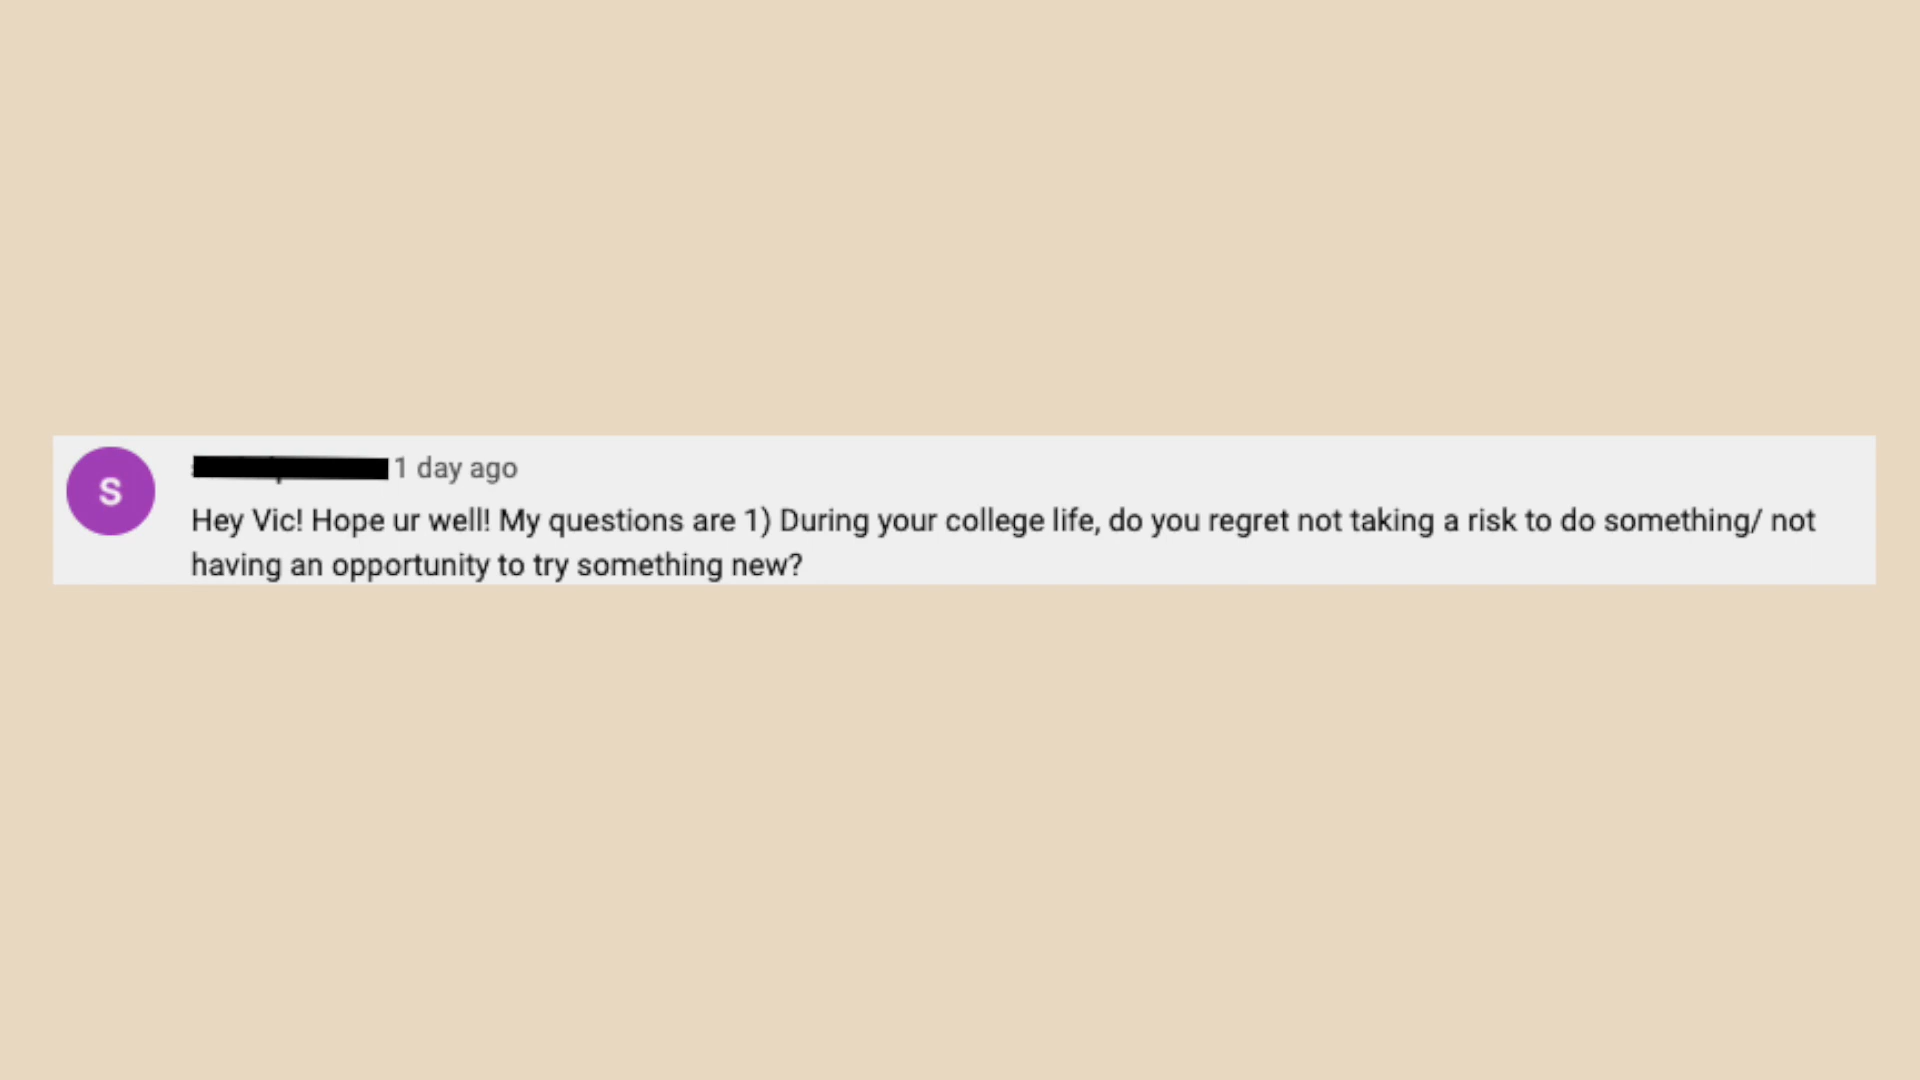 S
1 day ago
Hey Vic! Hope ur well! My questions are 1) During your college life, do you regret not taking a risk to do something/ not
having an opportunity to try something new?